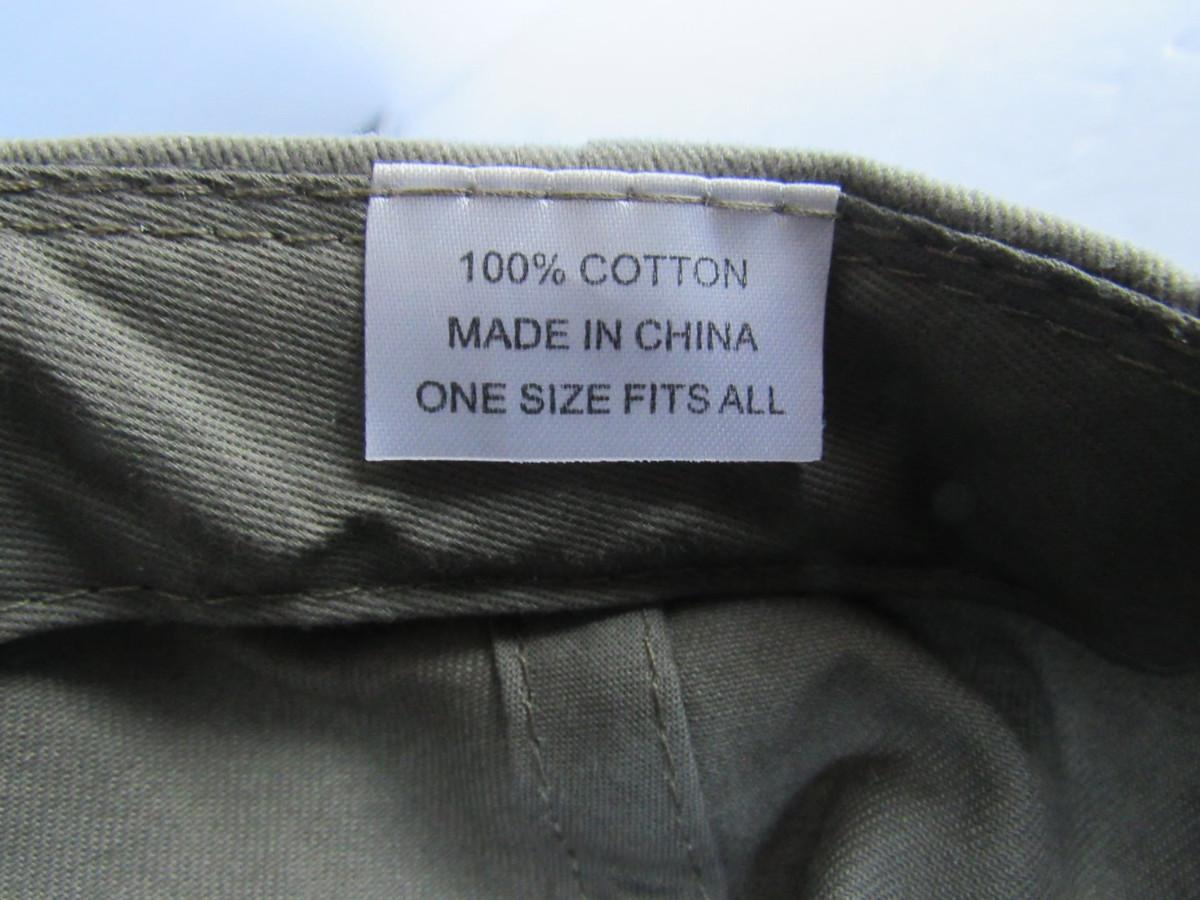 100% COTTON
MADE IN CHINA
ONE SIZE FITS ALL